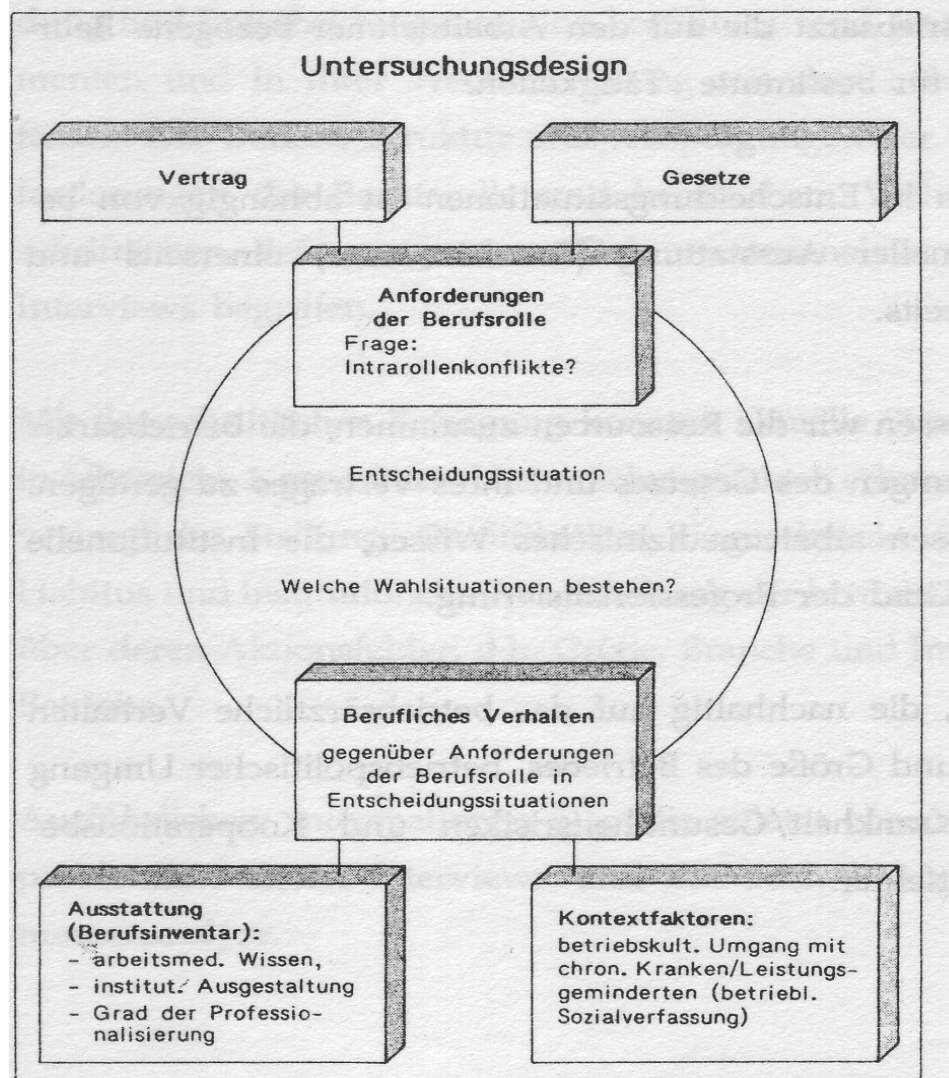 Untersuchungsdesign
Vertrag
Gesetze
Anforderungen
der Berufsrolle
Frage:
Intrarollenkonflikte?
Entscheidungssituation
Welche Wahlsituationen bestehen?
Berufliches Verhalten
gegenüber Anforderungen
der Berufsrolle in
Entscheidungssituationen
Ausstattung
(Berufsinventar):
- arbeitsmed. Wissen,
- institut. Ausgestaltung
- Grad der Professio-
nalisierung
Kontextfaktoren:
betriebskult. Umgang mit
chron. Kranken/Leistungs-
geminderten (betriebl.
Sozialverfassung)